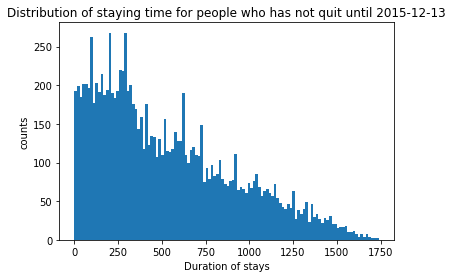 Distribution of staying time for people who has not quit until 2015-12-13
250
200
150
100
50
0
counts
0 250 500 750 1000 1250 1500 1750
Duration of stays